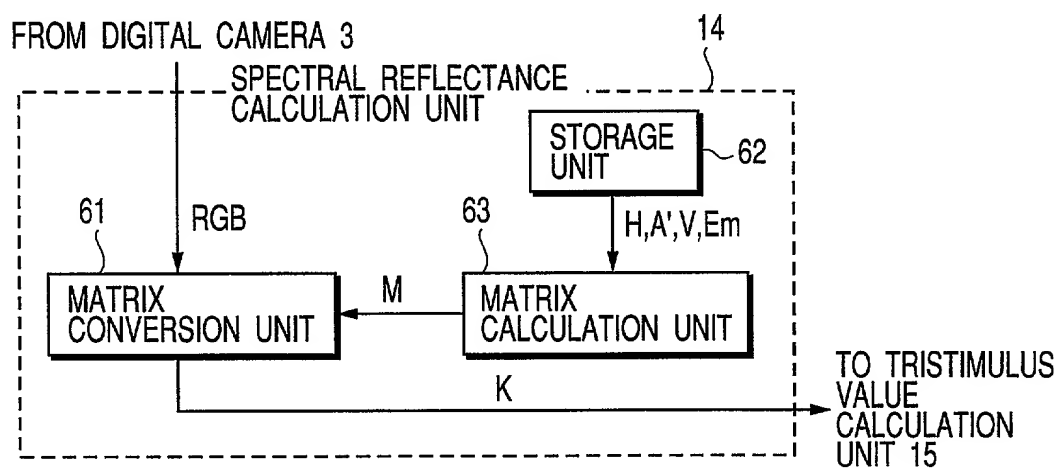 FROM DIGITAL CAMERA 3
14
SPECTRAL REFLECTANCE
CALCULATION UNIT
STORAGE
UNIT
62
61
RGB
63
H,A',V,Em
MATRIX
CONVERSION UNIT
M
MATRIX
CALCULATION UNIT
K
TO TRISTIMULUS
VALUE
CALCULATION
UNIT 15